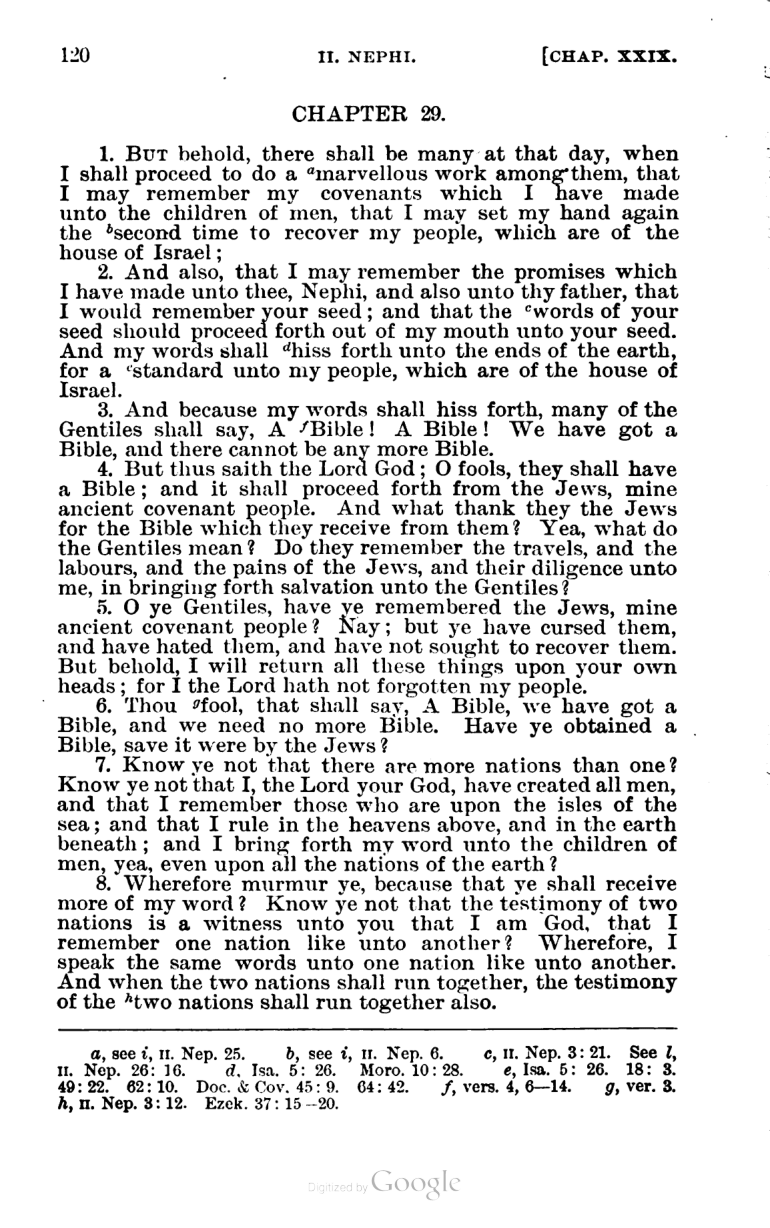 120 II. NEPHI. [CHAP. XXIX.
CHAPTER 29.
1. BUT behold, there shall be many at that day, when
I shall proceed to do a ᵃmarvellous work among them, that
I may remember my covenants which I have made
unto the children of men, that I may set my hand again
the ᵇsecond time to recover my people, which are of the
house of Israel;
2. And also, that I may remember the promises which
I have made unto thee, Nephi, and also unto thy father, that
I would remember your seed; and that the ᶜwords of your
seed should proceed forth out of my mouth unto your seed.
And my words shall ᵈhiss forth unto the ends of the earth,
for a ᵉstandard unto my people, which are of the house of
Israel.
3. And because my words shall hiss forth, many of the
Gentiles shall say, A ᶠBible! A Bible! We have got a
Bible, and there cannot be any more Bible.
4. But thus saith the Lord God; O fools, they shall have
a Bible; and it shall proceed forth from the Jews, mine
ancient covenant people. And what thank they the Jews
for the Bible which they receive from them? Yea, what do
the Gentiles mean? Do they remember the travels, and the
labours, and the pains of the Jews, and their diligence unto
me, in bringing forth salvation unto the Gentiles?
5. O ye Gentiles, have ye remembered the Jews, mine
ancient covenant people? Nay; but ye have cursed them,
and have hated them, and have not sought to recover them.
But behold, I will return all these things upon your own
heads; for I the Lord hath not forgotten my people.
6. Thou ᵍfool, that shall say, A Bible, we have got a
Bible, and we need no more Bible. Have ye obtained a
Bible, save it were by the Jews?
7. Know ye not that there are more nations than one?
Know ye not that I, the Lord your God, have created all men,
and that I remember those who are upon the isles of the
sea; and that I rule in the heavens above, and in the earth
beneath; and I bring forth my word unto the children of
men, yea, even upon all the nations of the earth?
8. Wherefore murmur ye, because that ye shall receive
more of my word? Know ye not that the testimony of two
nations is a witness unto you that I am God, that I
remember one nation like unto another? Wherefore, I
speak the same words unto one nation like unto another.
And when the two nations shall run together, the testimony
of the ʰtwo nations shall run together also.
a, see i, II. Nep. 25. b, see i, II. Nep. 6. c, II. Nep. 3: 21. See l,
II. Nep. 26: 16. d, Isa. 5: 26. Moro. 10: 28. e, Isa. 5: 26. 18: 3.
49: 22. 62: 10. Doc. & Cov. 45: 9. 64: 42. f, vers. 4, 6—14. g, ver. 3.
h, II. Nep. 3: 12. Ezek. 37: 15—20.
Digitized by Google